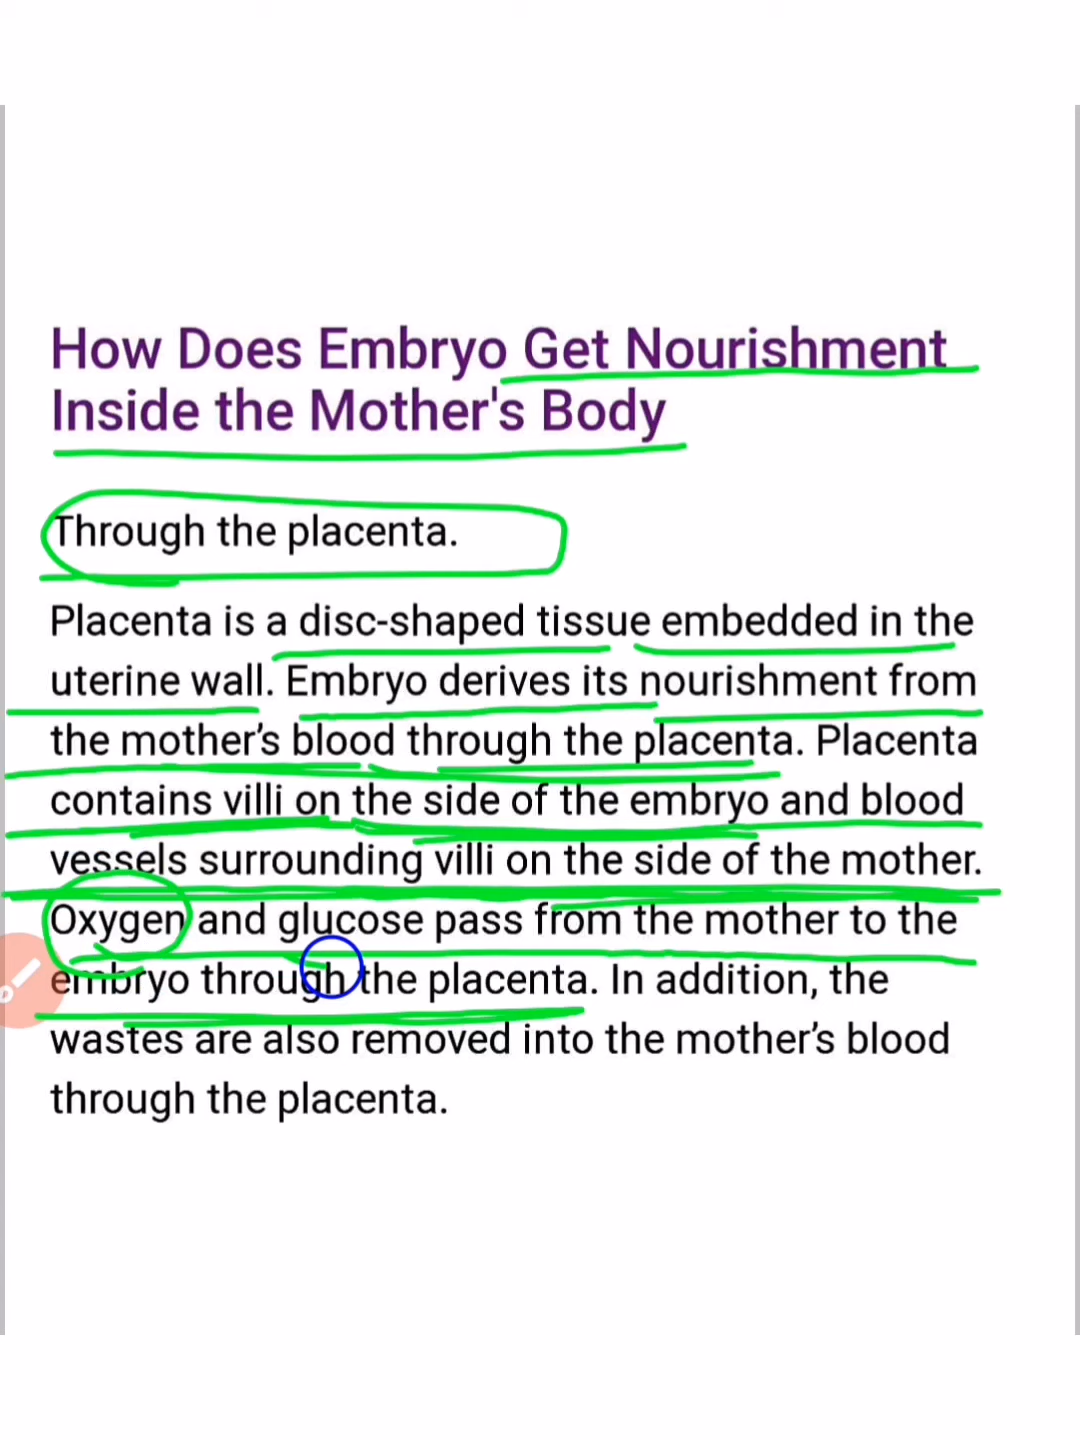 How Does Embryo Get Nourishment
Inside the Mother's Body
Through the placenta.
Placenta is a disc-shaped tissue embedded in the
uterine wall. Embryo derives its nourishment from
the mother’s blood through the placenta. Placenta
contains villi on the side of the embryo and blood
vessels surrounding villi on the side of the mother.
Oxygen and glucose pass from the mother to the
embryo through the placenta. In addition, the
wastes are also removed into the mother’s blood
through the placenta.